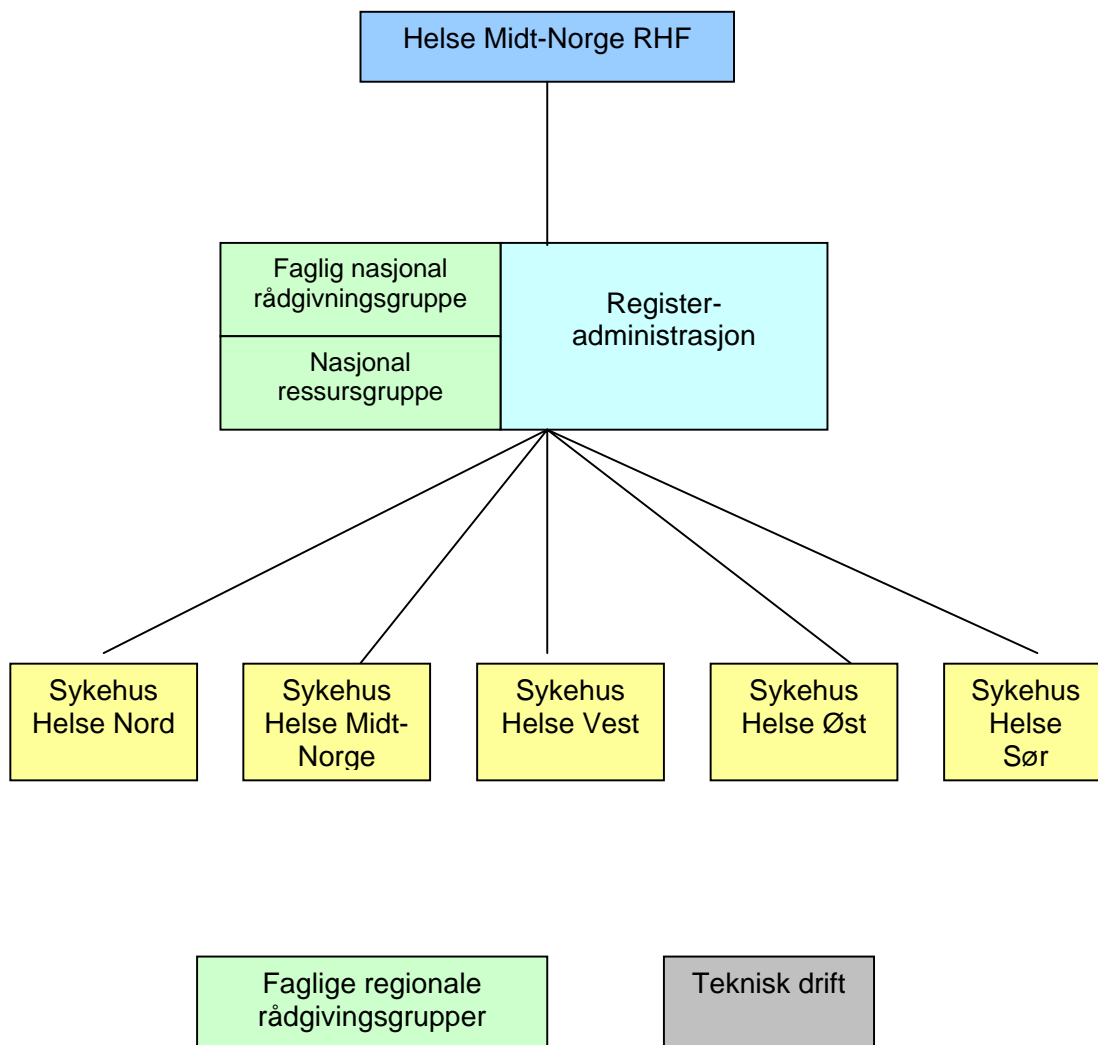 Helse Midt-Norge RHF
Faglig nasjonal
rådgivningsgruppe
Register-
administrasjon
Nasjonal
ressursgruppe
Sykehus
Helse Nord
Sykehus
Helse Midt-
Norge
Sykehus
Helse Vest
Sykehus
Helse Øst
Sykehus
Helse
Sør
Faglige regionale
rådgivingsgrupper
Teknisk drift